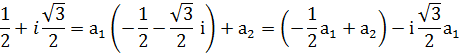 1/2 + i √3/2 = a₁ (−1/2 − √3/2 i) + a₂ = (−1/2 a₁ + a₂) − i √3/2 a₁